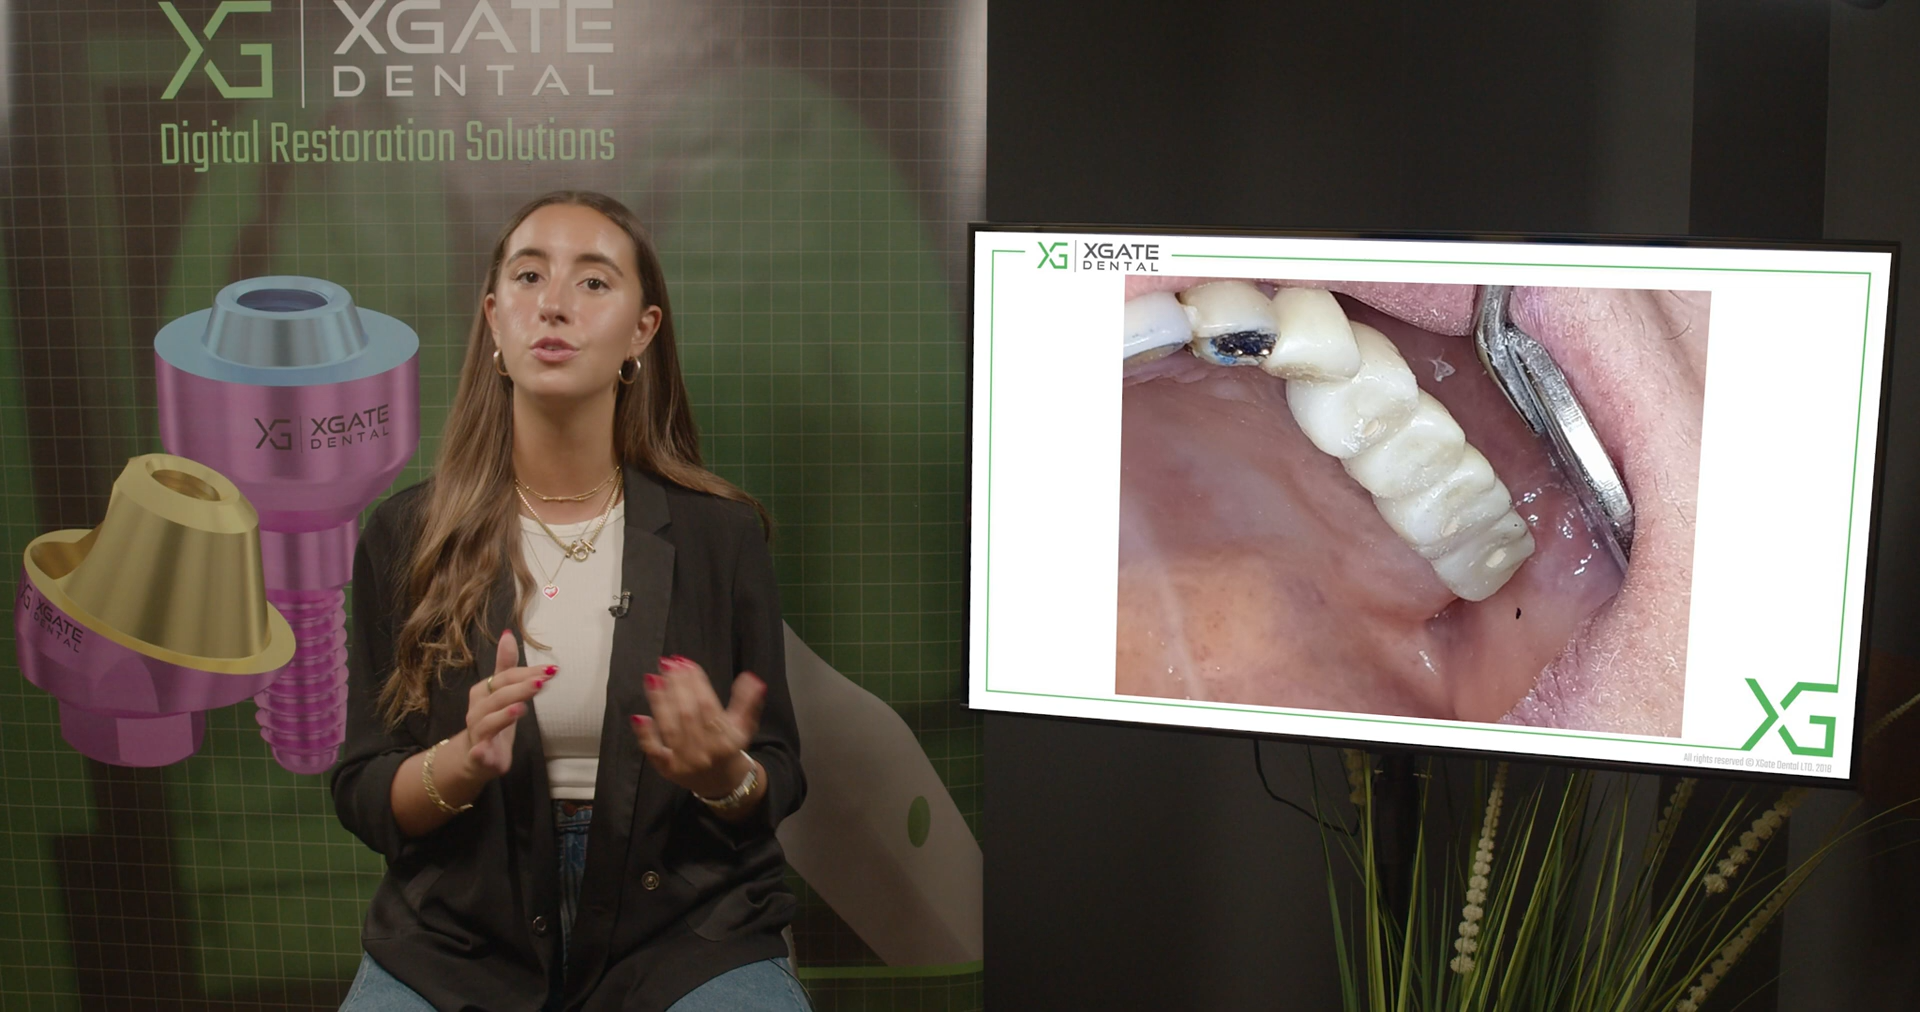 XG XGATE
DENTAL
Digital Restoration Solutions
XG XGATE
DENTAL
XGATE
DENTAL
XG XGATE
DENTAL
XG
All rights reserved © XGate Dental LTD. 2018